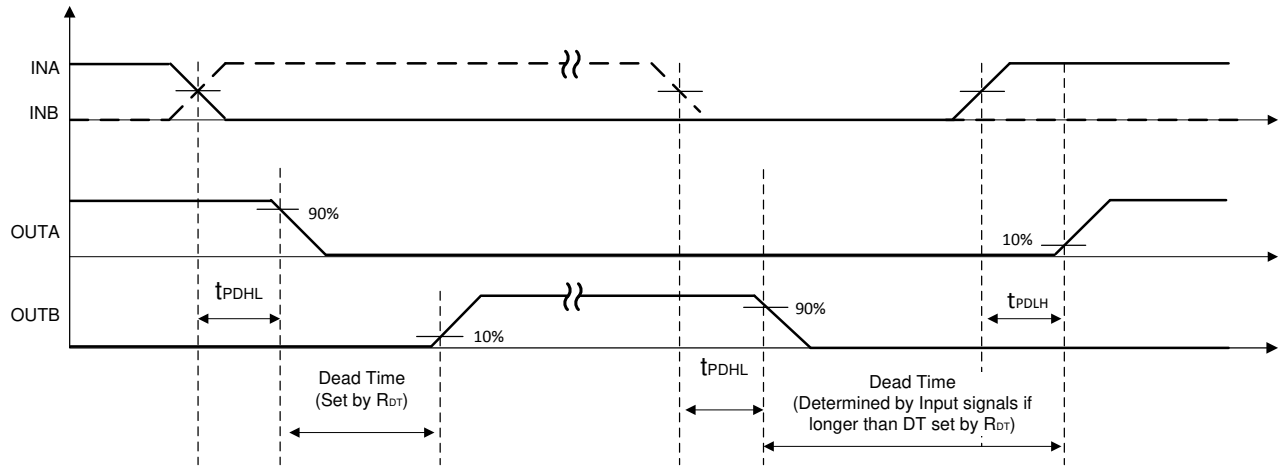 INA
INB
OUTA
90%
10%
tPDHL
tPDLH
OUTB
90%
10%
tPDHL
Dead Time
(Set by RDT)
Dead Time
(Determined by Input signals if
longer than DT set by RDT)